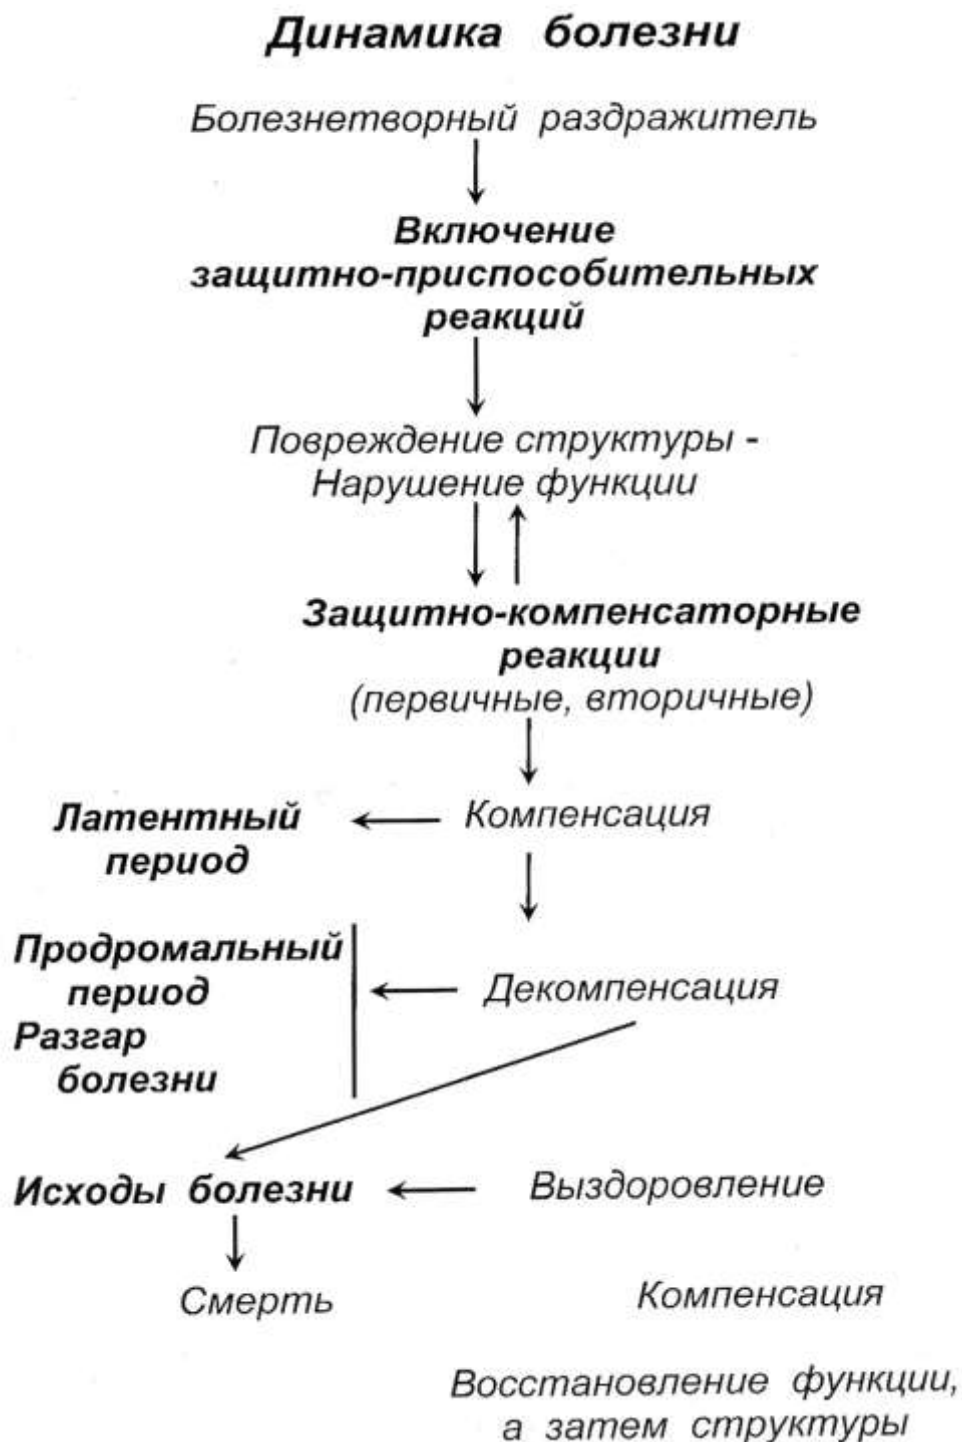 Динамика болезни
Болезнетворный раздражитель
Включение
защитно-приспособительных
реакций
Повреждение структуры -
Нарушение функции
Защитно-компенсаторные
реакции
(первичные, вторичные)
Латентный
период
Компенсация
Продромальный
период
Разгар
болезни
Декомпенсация
Исходы болезни
Выздоровление
Смерть
Компенсация
Восстановление функции,
а затем структуры